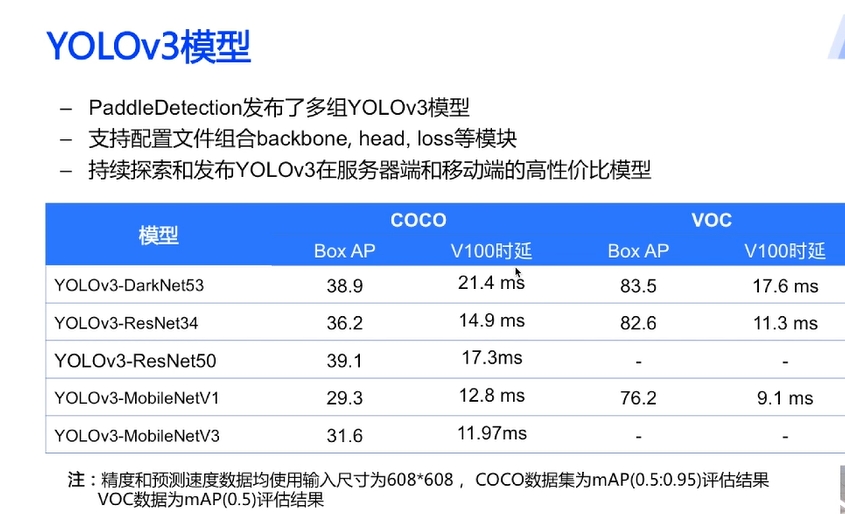 YOLOv3模型
– PaddleDetection发布了多组YOLOv3模型
– 支持配置文件组合backbone, head, loss等模块
– 持续探索和发布YOLOv3在服务器端和移动端的高性价比模型
模型 COCO VOC
Box AP V100时延 Box AP V100时延
YOLOv3-DarkNet53 38.9 21.4 ms 83.5 17.6 ms
YOLOv3-ResNet34 36.2 14.9 ms 82.6 11.3 ms
YOLOv3-ResNet50 39.1 17.3ms - -
YOLOv3-MobileNetV1 29.3 12.8 ms 76.2 9.1 ms
YOLOv3-MobileNetV3 31.6 11.97ms - -
注：精度和预测速度数据均使用输入尺寸为608*608 ，COCO数据集为mAP(0.5:0.95)评估结果
VOC数据为mAP(0.5)评估结果